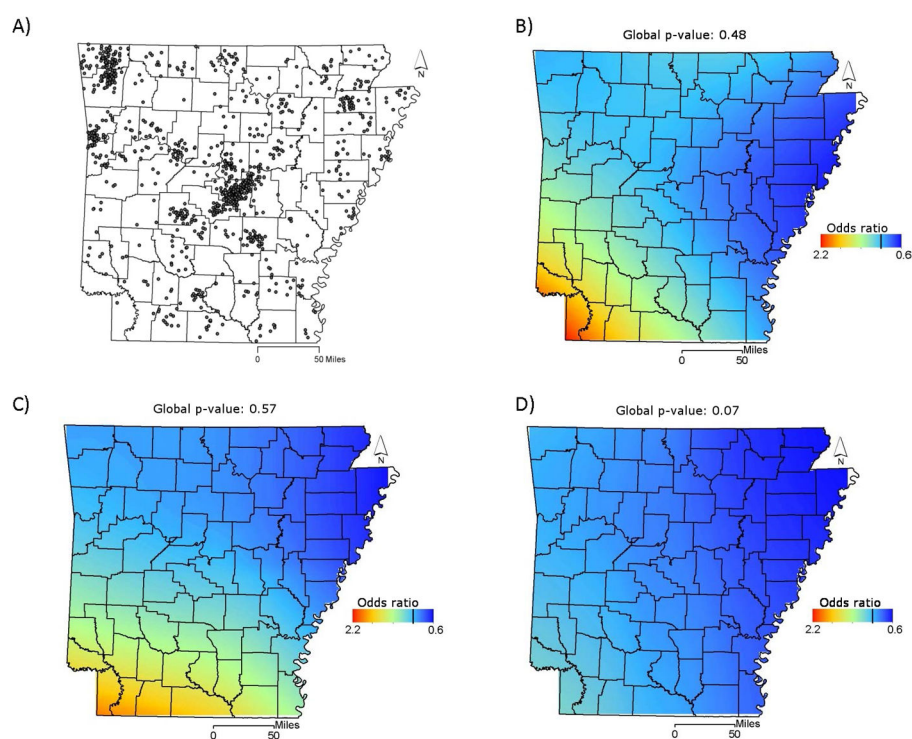 A)
N
0 50 Miles
B)
Global p-value: 0.48
N
Odds ratio
2.2 0.6
Miles
0 50
C)
Global p-value: 0.57
N
Odds ratio
2.2 0.6
Miles
0 50
D)
Global p-value: 0.07
N
Odds ratio
2.2 0.6
Miles
0 50